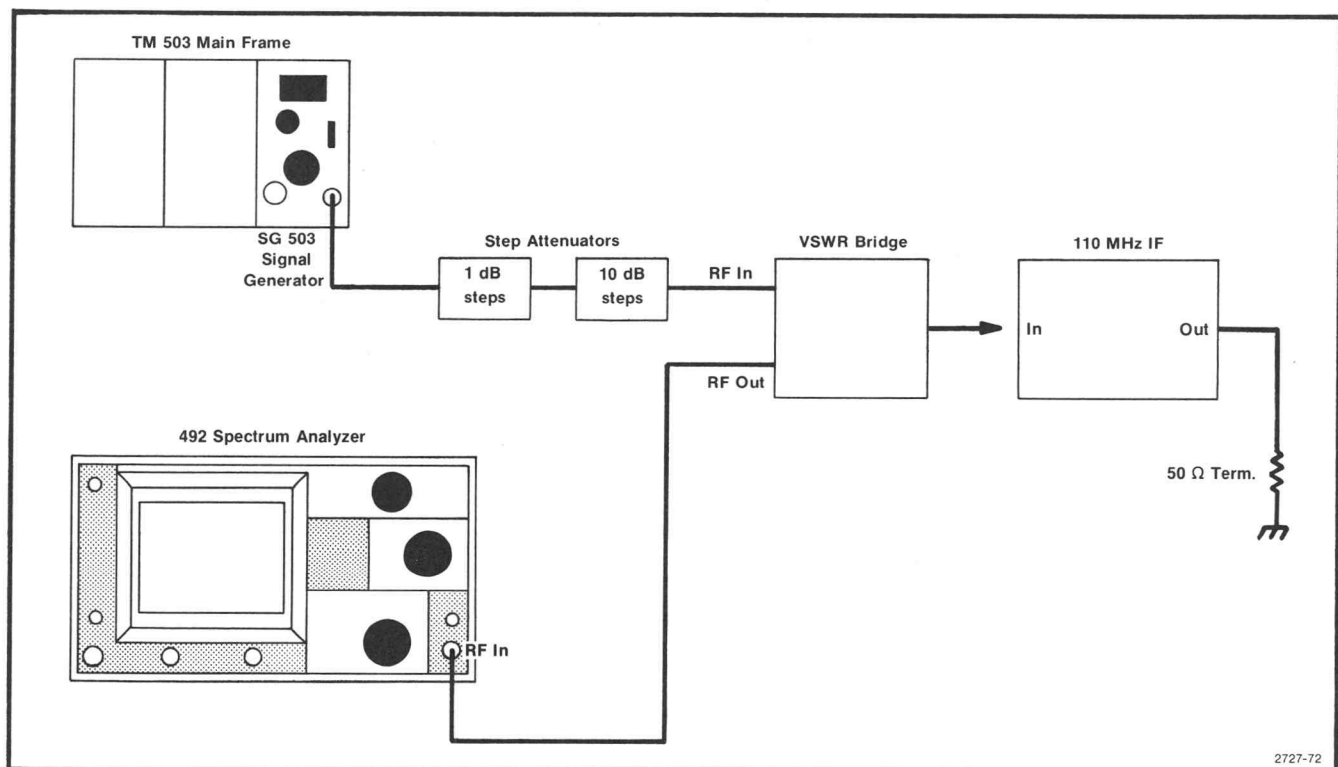 TM 503 Main Frame
SG 503
Signal
Generator
Step Attenuators
1 dB
steps
10 dB
steps
RF In
RF Out
VSWR Bridge
110 MHz IF
In
Out
50 Ω Term.
492 Spectrum Analyzer
RF In
2727-72